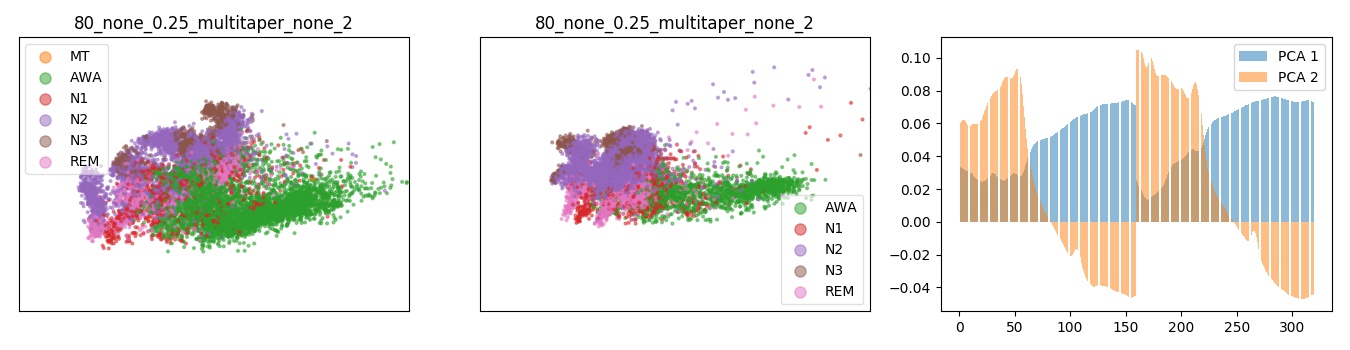 80_none_0.25_multitaper_none_2
MT
AWA
N1
N2
N3
REM
80_none_0.25_multitaper_none_2
AWA
N1
N2
N3
REM
PCA 1
PCA 2
0.10
0.08
0.06
0.04
0.02
0.00
−0.02
−0.04
0 50 100 150 200 250 300